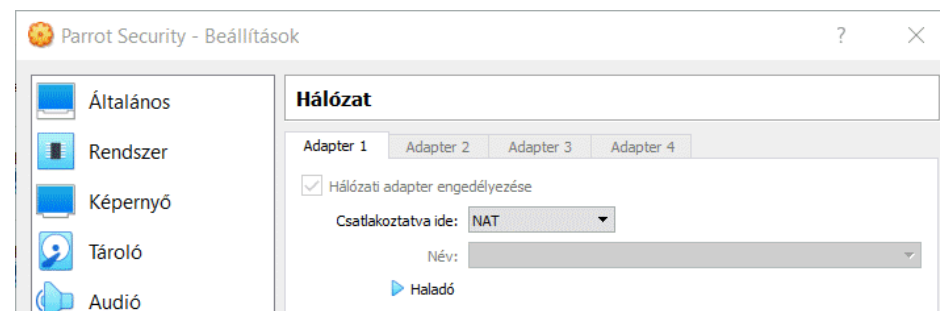 Parrot Security - Beállítások
?
Általános
Rendszer
Képernyő
Tároló
Audió
Hálózat
Adapter 1 Adapter 2 Adapter 3 Adapter 4
Hálózati adapter engedélyezése
Csatlakoztatva ide: NAT
Név:
Haladó